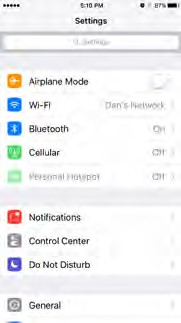 5:10 PM 87%
Settings
Settings
Airplane Mode
Wi-Fi Dan's Network
Bluetooth On
Cellular Off
Personal Hotspot Off
Notifications
Control Center
Do Not Disturb
General